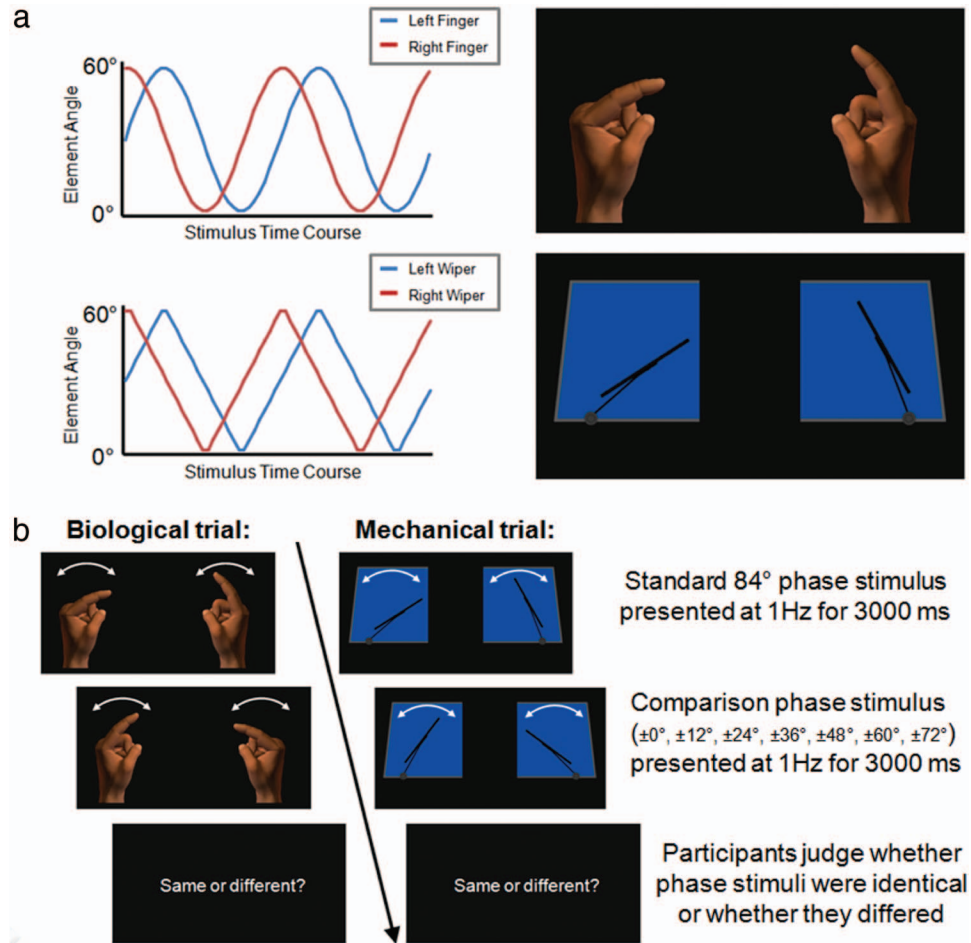 a
Left Finger
Right Finger
60°
Element Angle
0°
Stimulus Time Course
Left Wiper
Right Wiper
60°
Element Angle
0°
Stimulus Time Course
b
Biological trial:
Mechanical trial:
Standard 84° phase stimulus
presented at 1Hz for 3000 ms
Comparison phase stimulus
(±0°, ±12°, ±24°, ±36°, ±48°, ±60°, ±72°)
presented at 1Hz for 3000 ms
Same or different?
Same or different?
Participants judge whether
phase stimuli were identical
or whether they differed